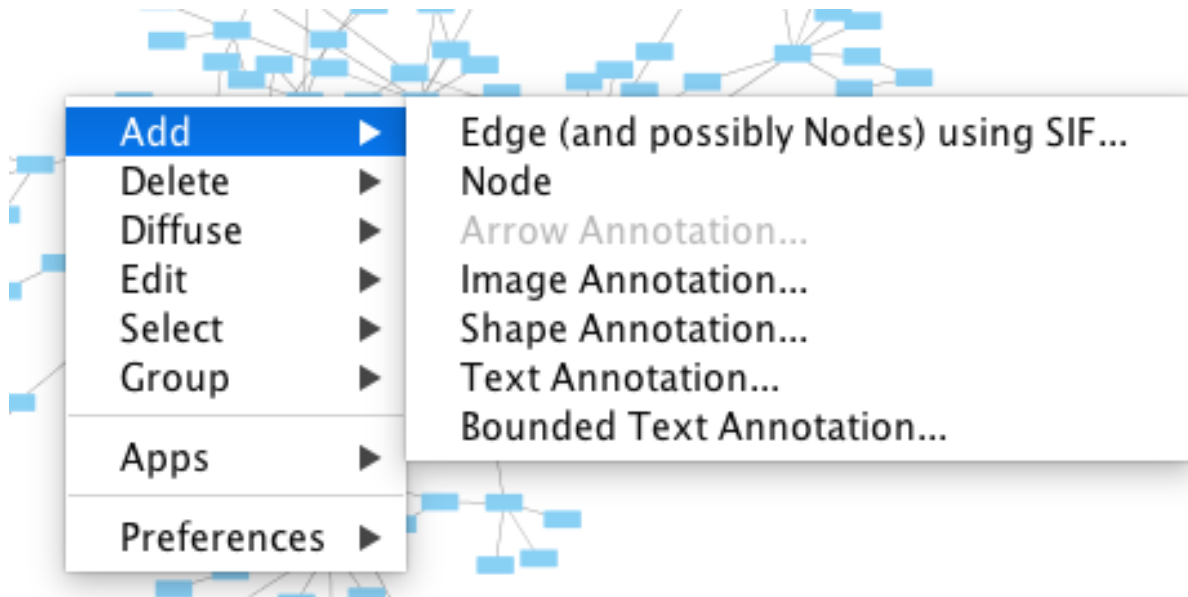 Add
Delete
Diffuse
Edit
Select
Group
Apps
Preferences
Edge (and possibly Nodes) using SIF...
Node
Arrow Annotation...
Image Annotation...
Shape Annotation...
Text Annotation...
Bounded Text Annotation...